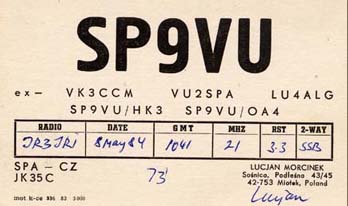 SP9VU
ex- VK3CCM VU2SPA LU4ALG
SP9VU/HK3 SP9VU/OA4
RADIO DATE GMT MHZ RST 2-WAY
JR3JRI 8May84 1041 21 3.3 SSB
SPA - CZ
JK35C
73'
LUCJAN MORCINEK
Sośnica, Podleśna 43/45
42-753 Miotek, Poland
Lucjan